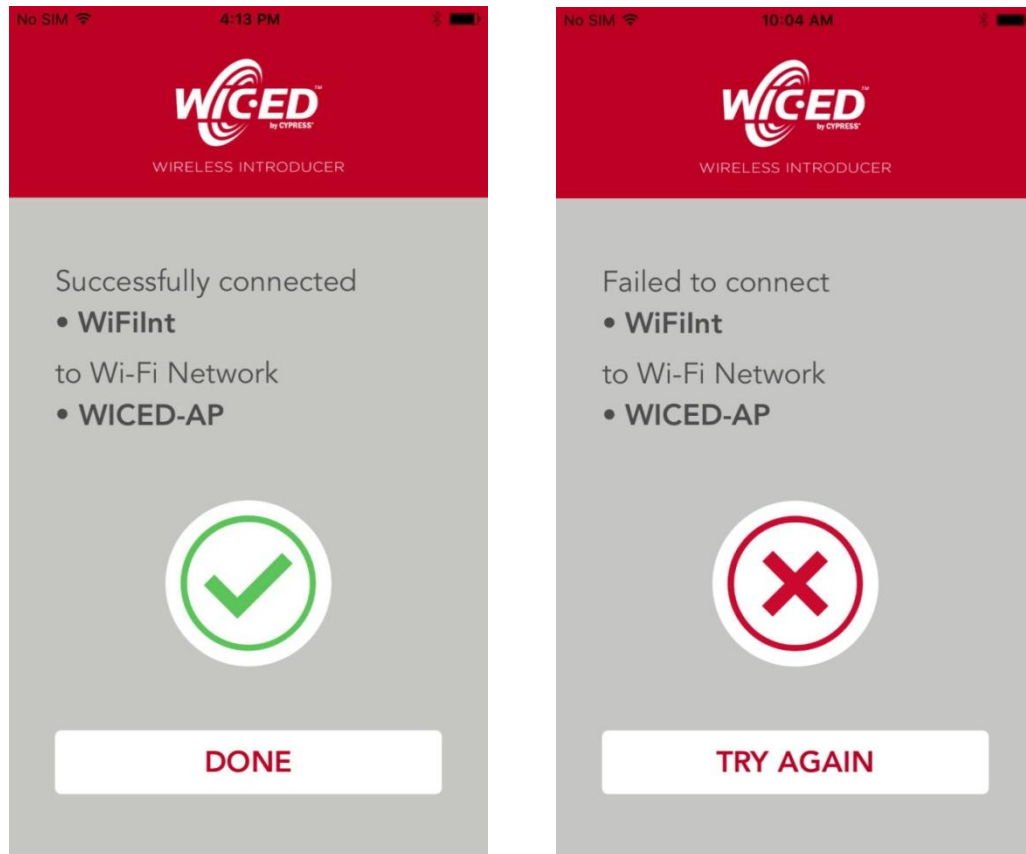 No SIM 4:13 PM
WICED™
by CYPRESS®
WIRELESS INTRODUCER
Successfully connected
• WiFiInt
to Wi-Fi Network
• WICED-AP
DONE
No SIM 10:04 AM
WICED™
by CYPRESS®
WIRELESS INTRODUCER
Failed to connect
• WiFiInt
to Wi-Fi Network
• WICED-AP
TRY AGAIN